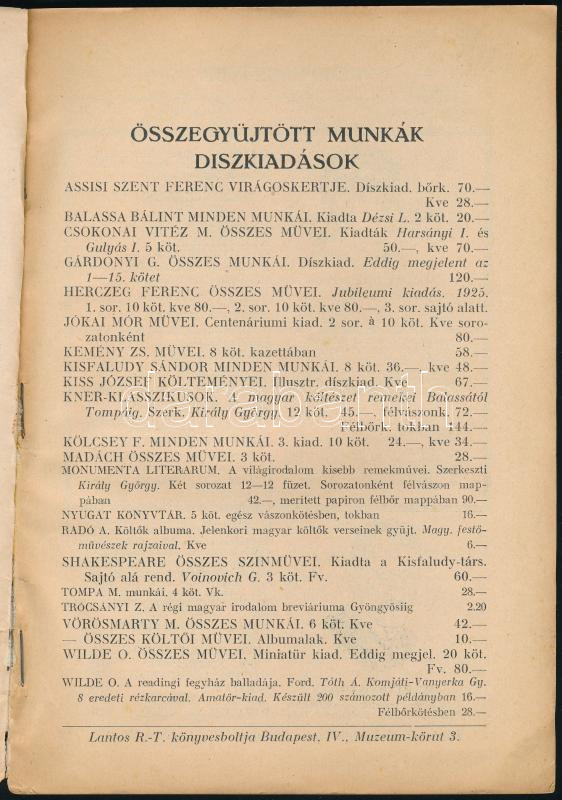 ÖSSZEGYÜJTÖTT MUNKÁK
DISZKIADÁSOK
ASSISI SZENT FERENC VIRÁGOSKERTJE. Díszkiad. bőrk. 70.—
Kve 28.—
BALASSA BÁLINT MINDEN MUNKÁI. Kiadta Dézsi L. 2 köt. 20.—
CSOKONAI VITÉZ M. ÖSSZES MÜVEI. Kiadták Harsányi I. és
Gulyás I. 5 köt. 50.—, kve 70.—
GÁRDONYI G. ÖSSZES MUNKÁI. Díszkiad. Eddig megjelent az
1—15. kötet 120.—
HERCZEG FERENC ÖSSZES MÜVEI. Jubileumi kiadás. 1925.
1. sor. 10 köt. kve 80.—, 2. sor. 10 köt. kve 80.—, 3. sor. sajtó alatt.
JÓKAI MÓR MÜVEI. Centenáriumi kiad. 2 sor. à 10 köt. Kve soro-
zatonként 80.—
KEMÉNY ZS. MÜVEI. 8 köt. kazettában 58.—
KISFALUDY SÁNDOR MINDEN MUNKÁI. 8 köt. 36.—, kve 48.—
KISS JÓZSEF KÖLTEMÉNYEI. Illusztr. díszkiad. Kve 67.—
KNER-KLASSZIKUSOK. A magyar költészet remekei Balassától
Tompáig. Szerk. Király György. 12 köt. 45.—, félvászonk. 72.—
Félbőrk. tokban 144.—
KÖLCSEY F. MINDEN MUNKÁI. 3. kiad. 10 köt. 24.—, kve 34.—
MADÁCH ÖSSZES MÜVEI. 3 köt. 28.—
MONUMENTA LITERARUM. A világirodalom kisebb remekművei. Szerkeszti
Király György. Két sorozat 12—12 füzet. Sorozatonként félvászon map-
pában 42.—, merített papiron félbőr mappában 90.—
NYUGAT KÖNYVTÁR. 5 köt. egész vászonkötésben, tokban 16.—
RADÓ A. Költők albuma. Jelenkori magyar költők verseinek gyüjt. Magy. festő-
művészek rajzaival. Kve 6.—
SHAKESPEARE ÖSSZES SZINMÜVEI. Kiadta a Kisfaludy-társ.
Sajtó alá rend. Voinovich G. 3 köt. Fv. 60.—
TOMPA M. munkái. 4 köt. Vk. 28.—
TRÓCSÁNYI Z. A régi magyar irodalom breviáriuma Gyöngyösiig 2.20
VÖRÖSMARTY M. ÖSSZES MUNKÁI. 6 köt. Kve 42.—
— ÖSSZES KÖLTŐI MÜVEI. Albumalak. Kve 10.—
WILDE O. ÖSSZES MÜVEI. Miniatür kiad. Eddig megjel. 20 köt.
Fv. 80.—
WILDE O. A readingi fegyház balladája. Ford. Tóth Á. Komjáti-Vanyerka Gy.
8 eredeti rézkarcával. Amatőr-kiad. Készült 200 számozott példányban 16.—
Félbőrkötésben 28.—
Lantos R.-T. könyvesboltja Budapest, IV., Muzeum-körut 3.
darabanth